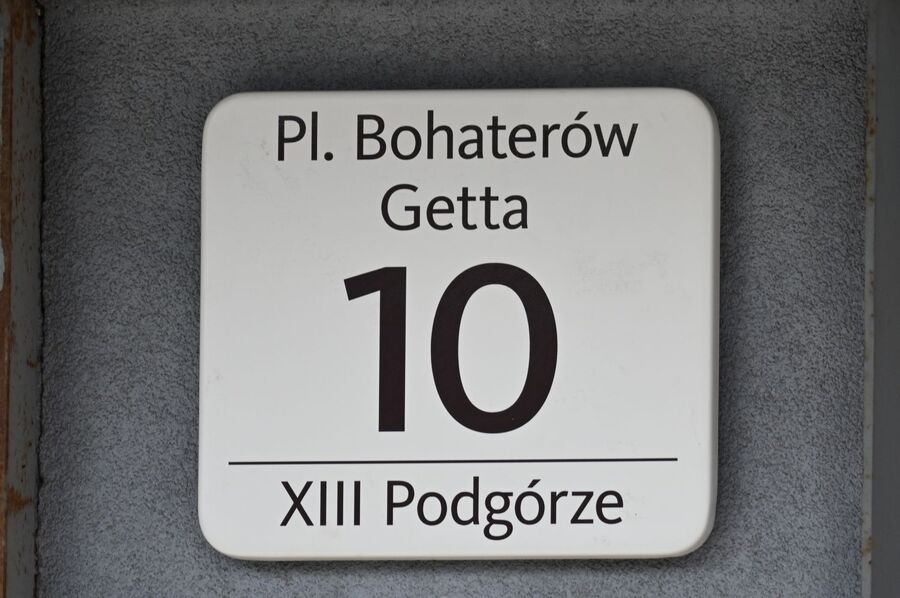 Pl. Bohaterów
Getta
10
XIII Podgórze